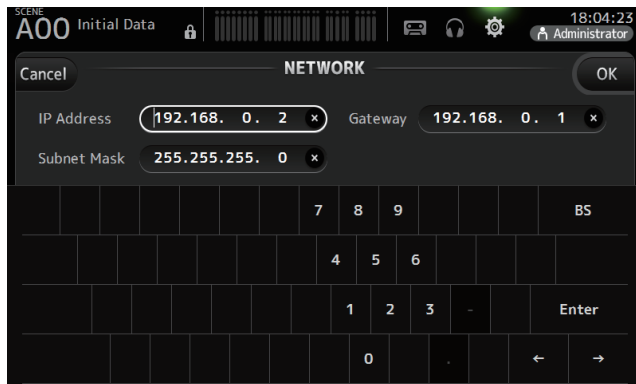 SCENE
A00 Initial Data
18:04:23
Administrator
Cancel
NETWORK
OK
IP Address 192.168. 0. 2 ×
Gateway 192.168. 0. 1 ×
Subnet Mask 255.255.255. 0 ×
7 8 9 BS
4 5 6
1 2 3 - Enter
0 . ← →